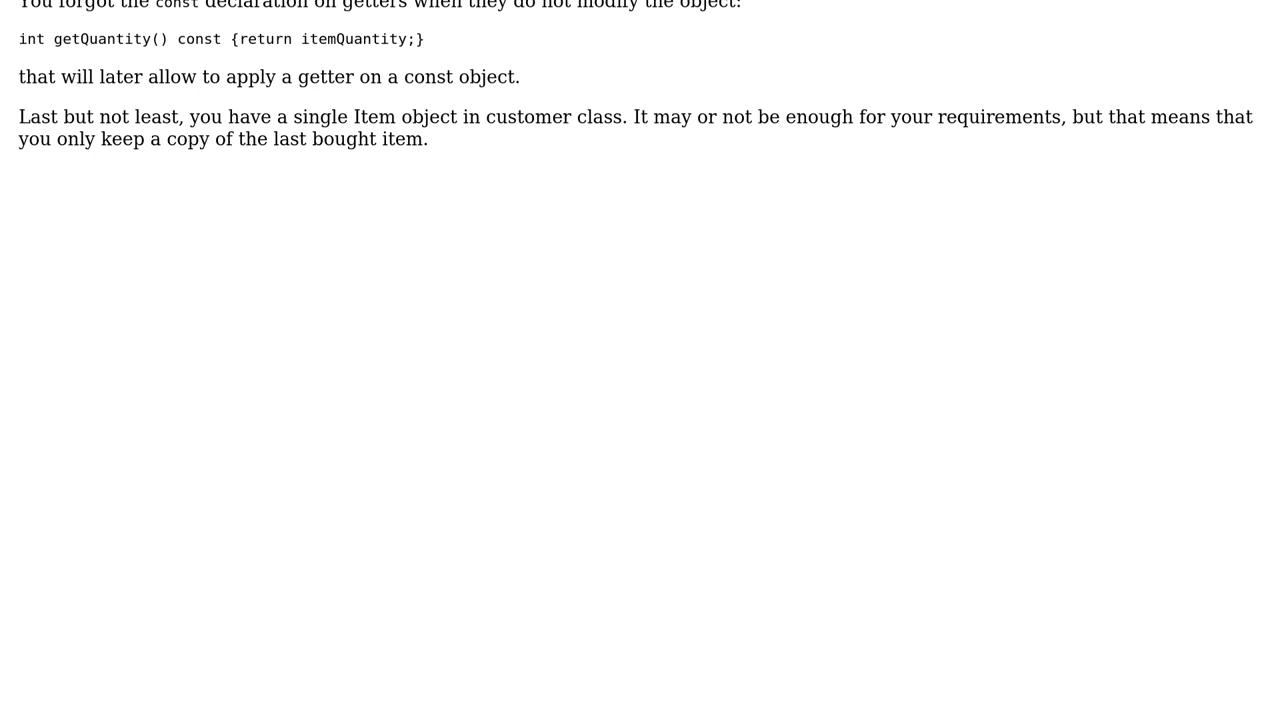 You forgot the const declaration on getters when they do not modify the object:
int getQuantity() const {return itemQuantity;}
that will later allow to apply a getter on a const object.
Last but not least, you have a single Item object in customer class. It may or not be enough for your requirements, but that means that
you only keep a copy of the last bought item.